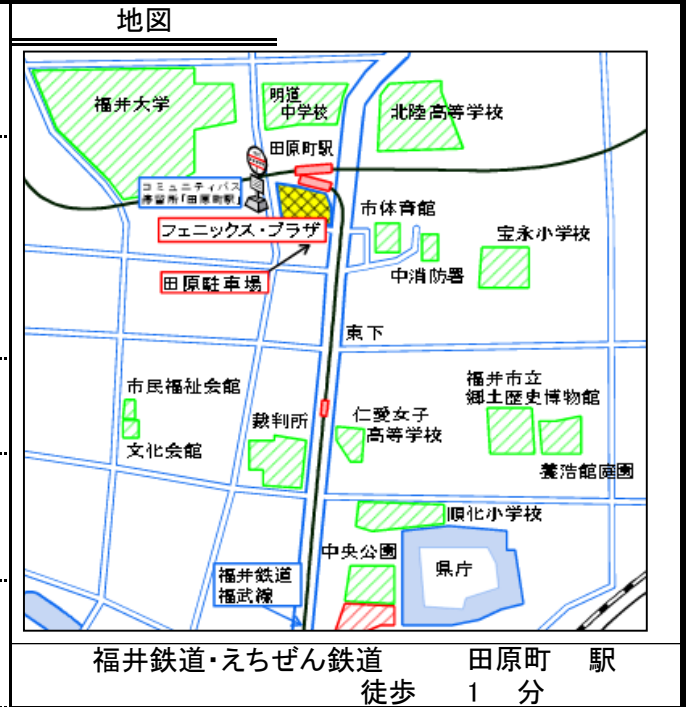 地図
福井大学
明道
中学校
北陸高等学校
田原町駅
コミュニティバス
停留所「田原町駅」
市体育館
フェニックス・プラザ
宝永小学校
中消防署
田原駐車場
東下
市民福祉会館
福井市立
郷土歴史博物館
裁判所
仁愛女子
高等学校
文化会館
養浩館庭園
順化小学校
中央公園
県庁
福井鉄道
福武線
福井鉄道・えちぜん鉄道 田原町 駅
徒歩 1 分